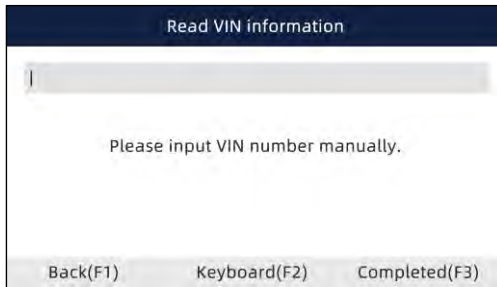 Read VIN information
Please input VIN number manually.
Back(F1) Keyboard(F2) Completed(F3)